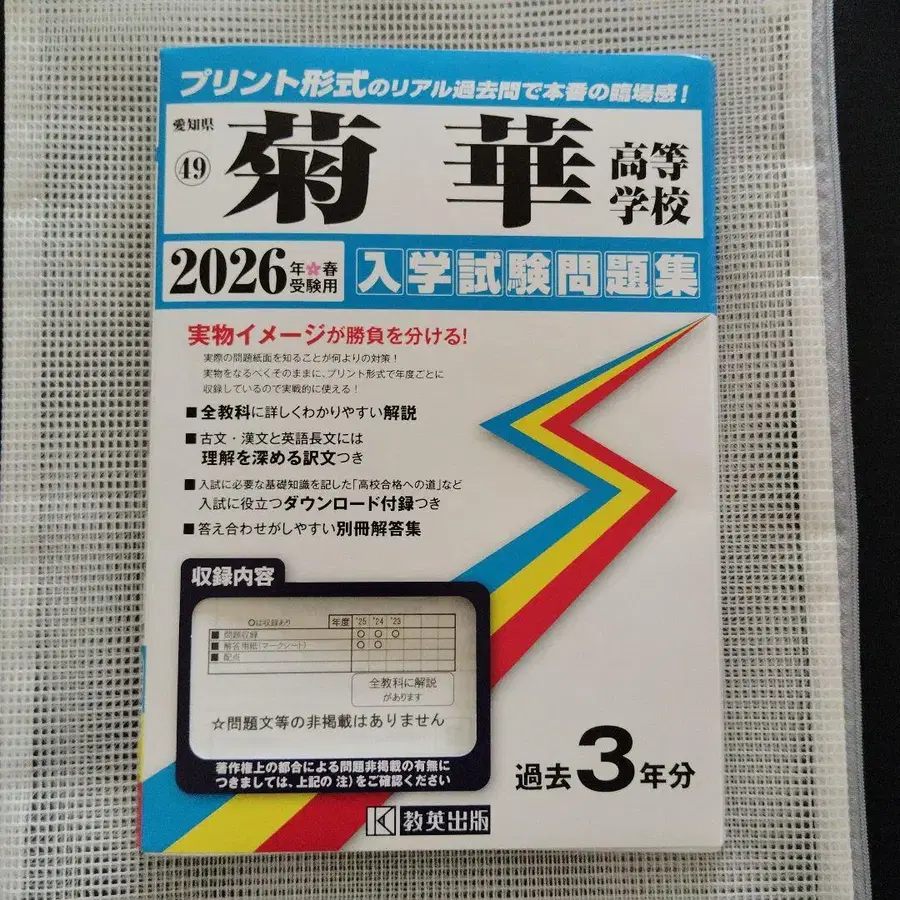 プリント形式のリアル過去問で本番の臨場感！
愛知県
49
菊華高等学校
2026年春受験用
入学試験問題集
実物イメージが勝負を分ける！
実際の問題紙面を知ることが何よりの対策！
実物をなるべくそのままに、プリント形式で年度ごとに
収録しているので実戦的に使える！
■全教科に詳しくわかりやすい解説
■古文・漢文と英語長文には
理解を深める訳文つき
■入試に必要な基礎知識を記した「高校合格への道」など
入試に役立つダウンロード付録つき
■答え合わせがしやすい別冊解答集
収録内容
○は収録あり 年度 '25 '24 '23
■問題収録 ○ ○ ○
■解答用紙(マークシート) ○ ○
■配点
全教科に解説
があります
☆問題文等の非掲載はありません
著作権上の都合による問題非掲載の有無に
つきましては、上記の 注)をご確認ください
過去3年分
教英出版